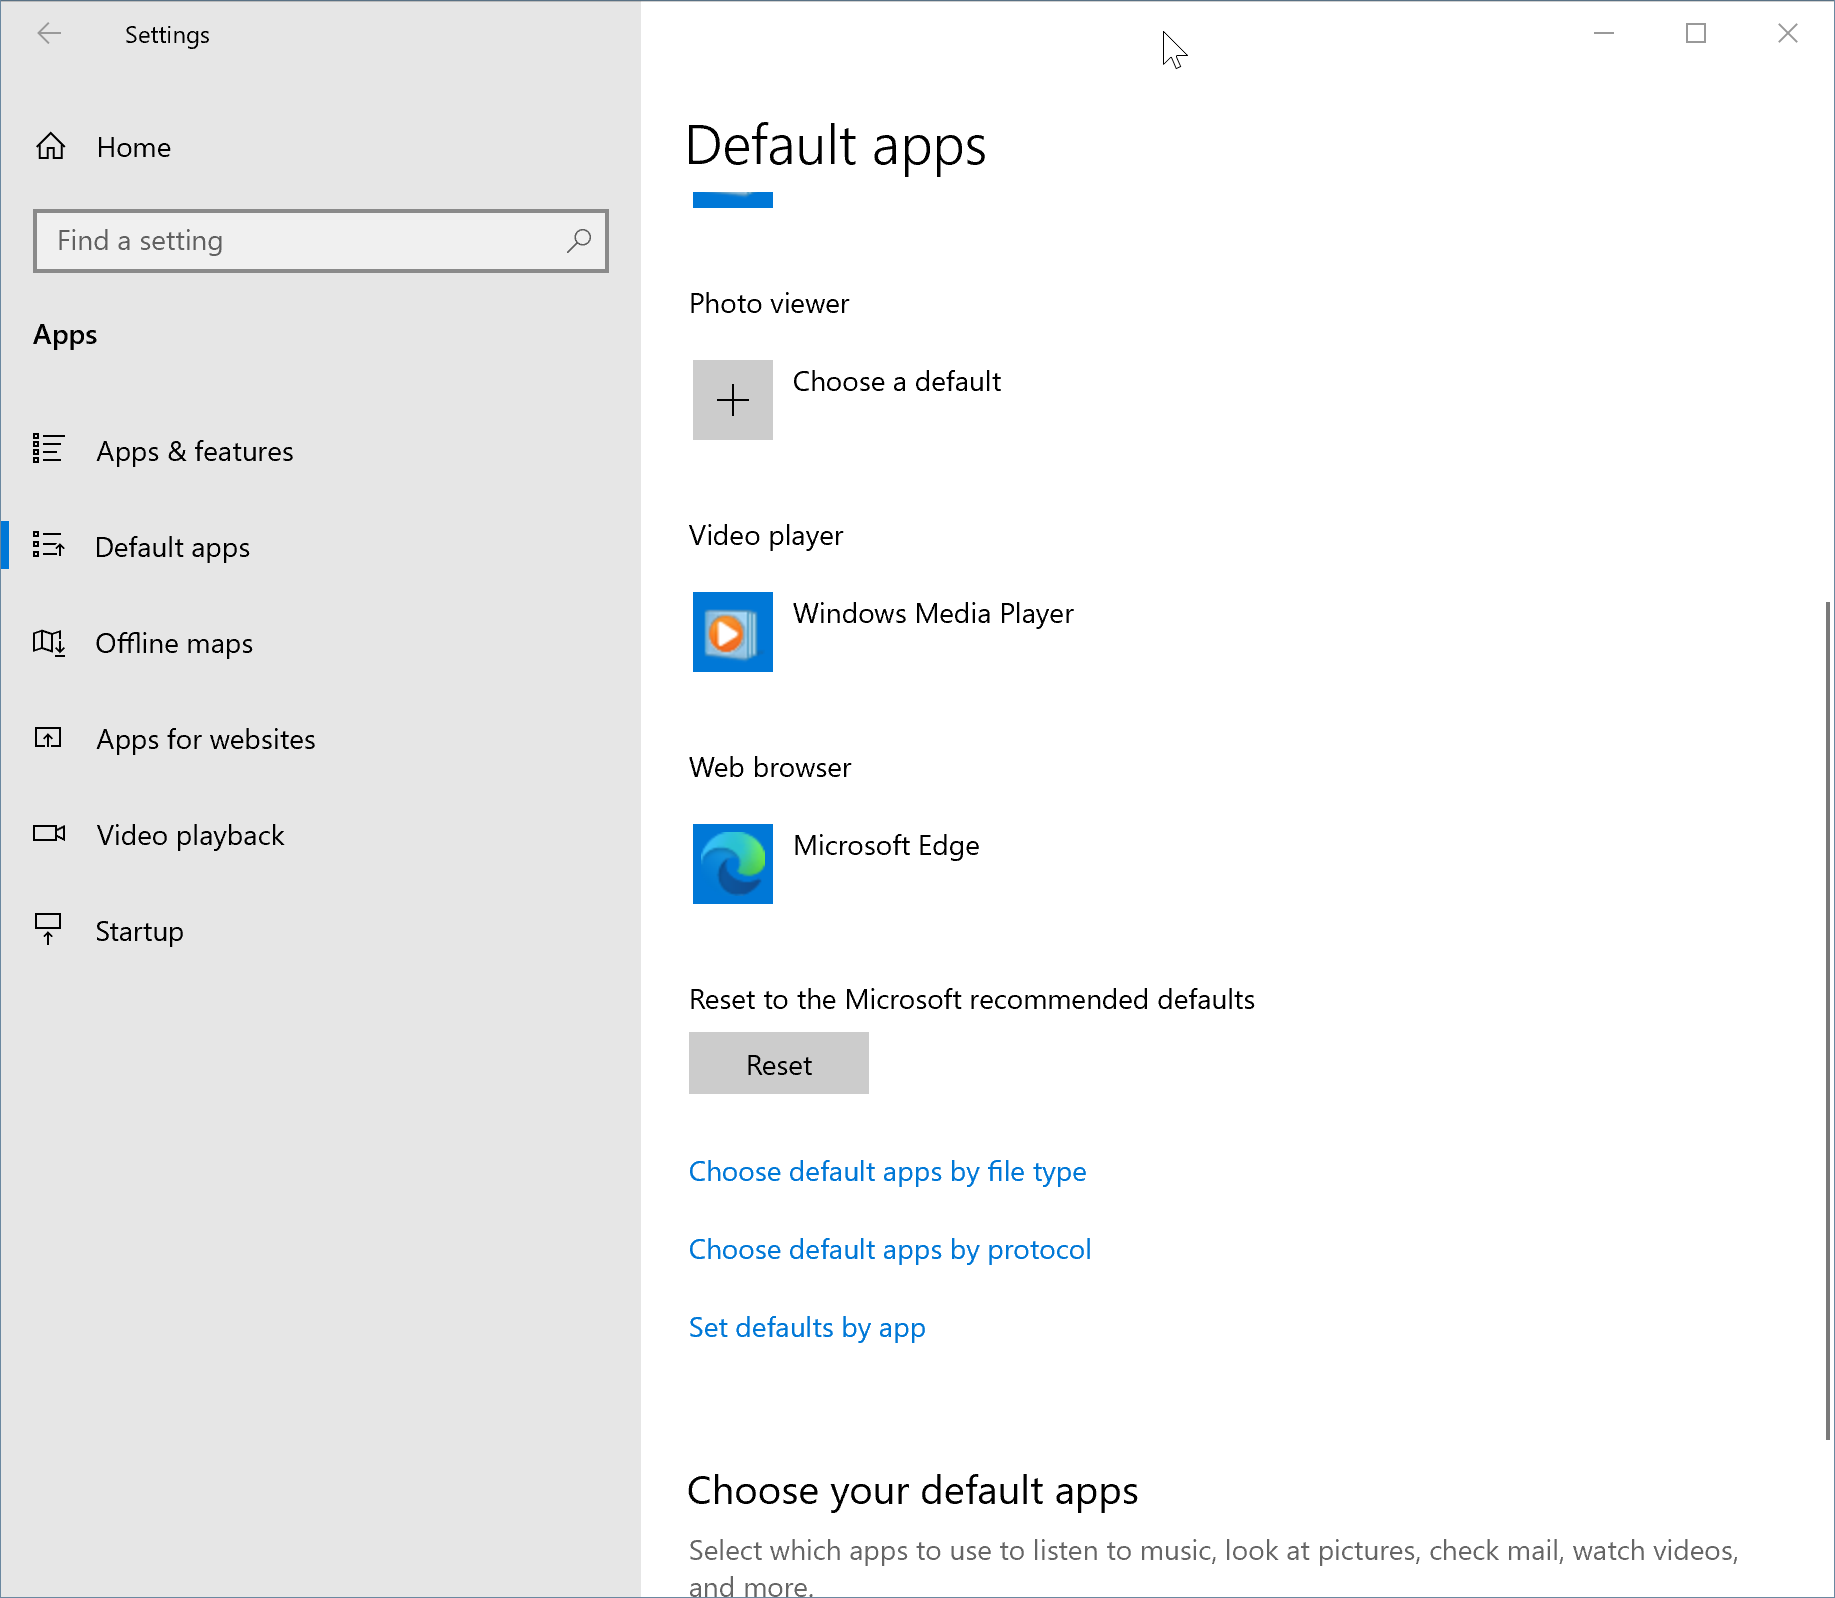 Settings
Home
Find a setting
Apps
Apps & features
Default apps
Offline maps
Apps for websites
Video playback
Startup
Default apps
Photo viewer
Choose a default
Video player
Windows Media Player
Web browser
Microsoft Edge
Reset to the Microsoft recommended defaults
Reset
Choose default apps by file type
Choose default apps by protocol
Set defaults by app
Choose your default apps
Select which apps to use to listen to music, look at pictures, check mail, watch videos,
and more.